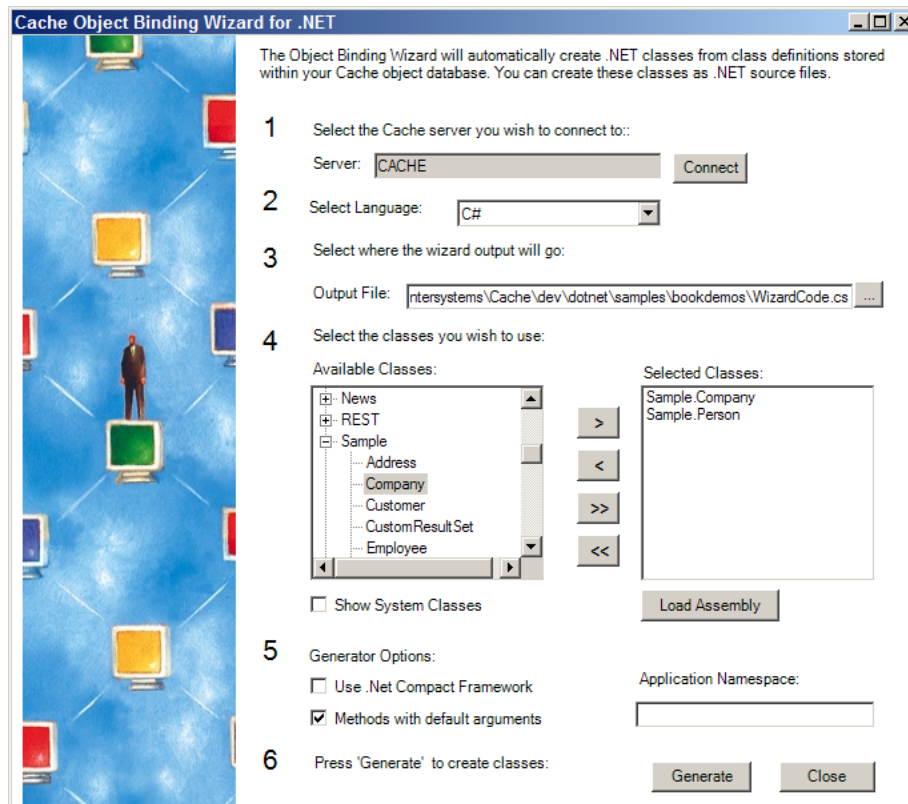 Cache Object Binding Wizard for .NET
The Object Binding Wizard will automatically create .NET classes from class definitions stored
within your Cache object database. You can create these classes as .NET source files.
1 Select the Cache server you wish to connect to::
Server: CACHE Connect
2 Select Language: C#
3 Select where the wizard output will go:
Output File: ntersystems\Cache\dev\dotnet\samples\bookdemos\WizardCode.cs ...
4 Select the classes you wish to use:
Available Classes: Selected Classes:
News Sample.Company
REST > Sample.Person
Sample
Address
Company <
Customer
CustomResultSet >>
Employee <<
Show System Classes Load Assembly
5 Generator Options:
Use .Net Compact Framework Application Namespace:
Methods with default arguments
6 Press 'Generate' to create classes: Generate Close